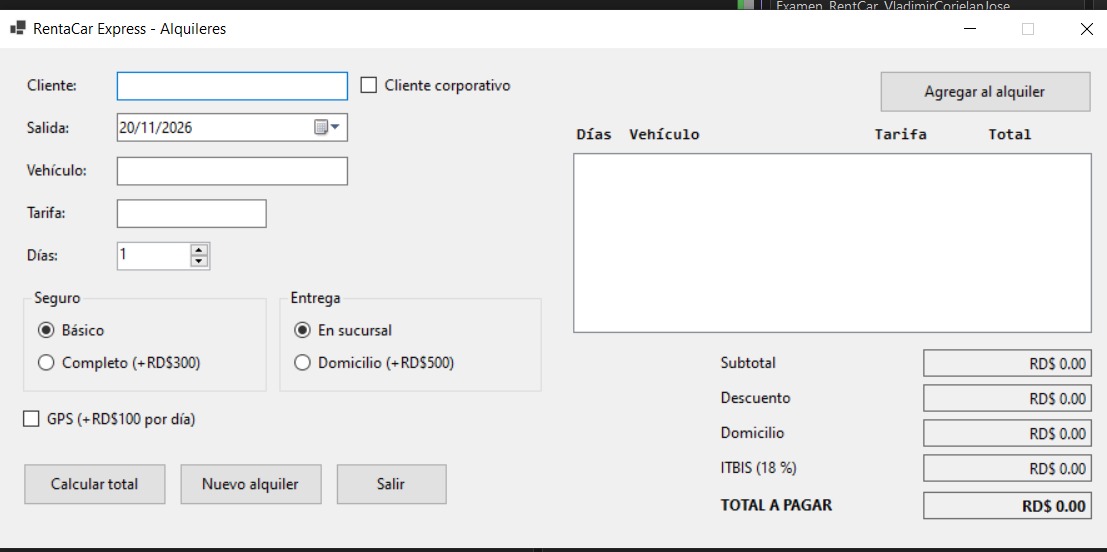 Examen_RentCar_VladimirCorielanJose
RentaCar Express - Alquileres
Cliente:
Cliente corporativo
Agregar al alquiler
Salida:
20/11/2026
Días Vehículo Tarifa Total
Vehículo:
Tarifa:
Días:
1
Seguro
Básico
Completo (+RD$300)
Entrega
En sucursal
Domicilio (+RD$500)
GPS (+RD$100 por día)
Calcular total
Nuevo alquiler
Salir
Subtotal RD$ 0.00
Descuento RD$ 0.00
Domicilio RD$ 0.00
ITBIS (18 %) RD$ 0.00
TOTAL A PAGAR RD$ 0.00